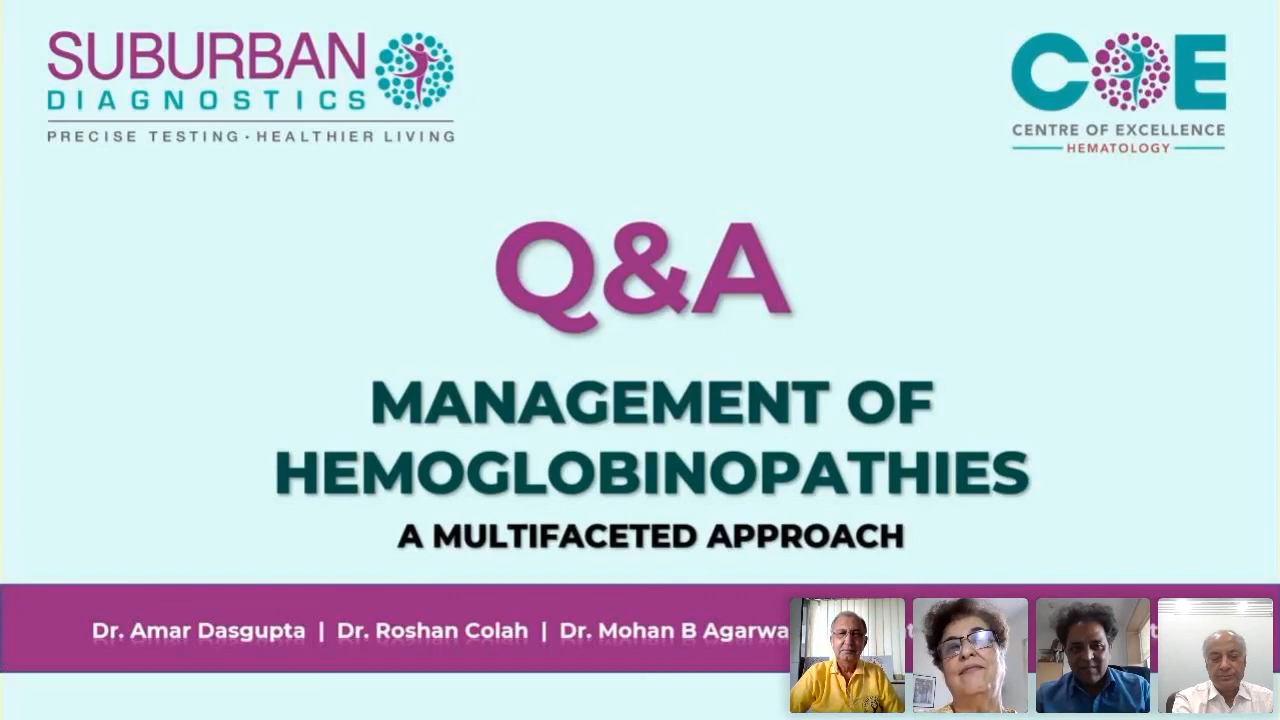 SUBURBAN
DIAGNOSTICS
PRECISE TESTING · HEALTHIER LIVING
COE
CENTRE OF EXCELLENCE
HEMATOLOGY
Q&A
MANAGEMENT OF
HEMOGLOBINOPATHIES
A MULTIFACETED APPROACH
Dr. Amar Dasgupta | Dr. Roshan Colah | Dr. Mohan B Agarwa